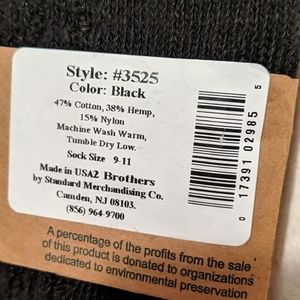 Style: #3525
Color: Black
47% Cotton, 38% Hemp,
15% Nylon
Machine Wash Warm,
Tumble Dry Low.
Sock Size 9-11
Made in USA2 Brothers
by Standard Merchandising Co.
Camden, NJ 08103.
(856) 964-9700
0 17391 02985 5
A percentage of the profits from the sale
of this product is donated to organizations
dedicated to environmental preservation